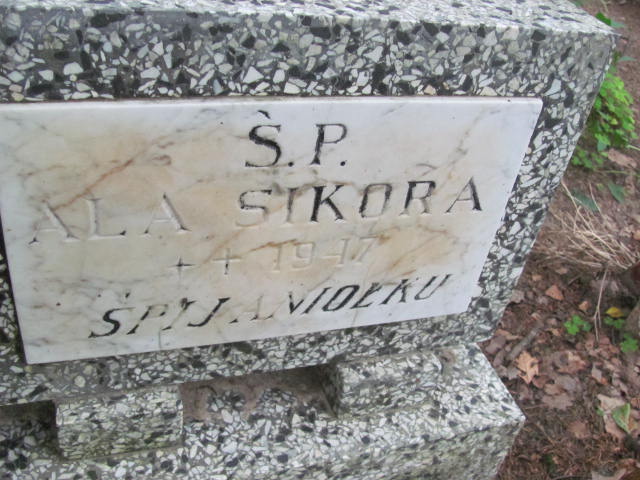 Ś.P.
ALA SIKORA
++ 1947
ŚPIJ ANIOŁKU